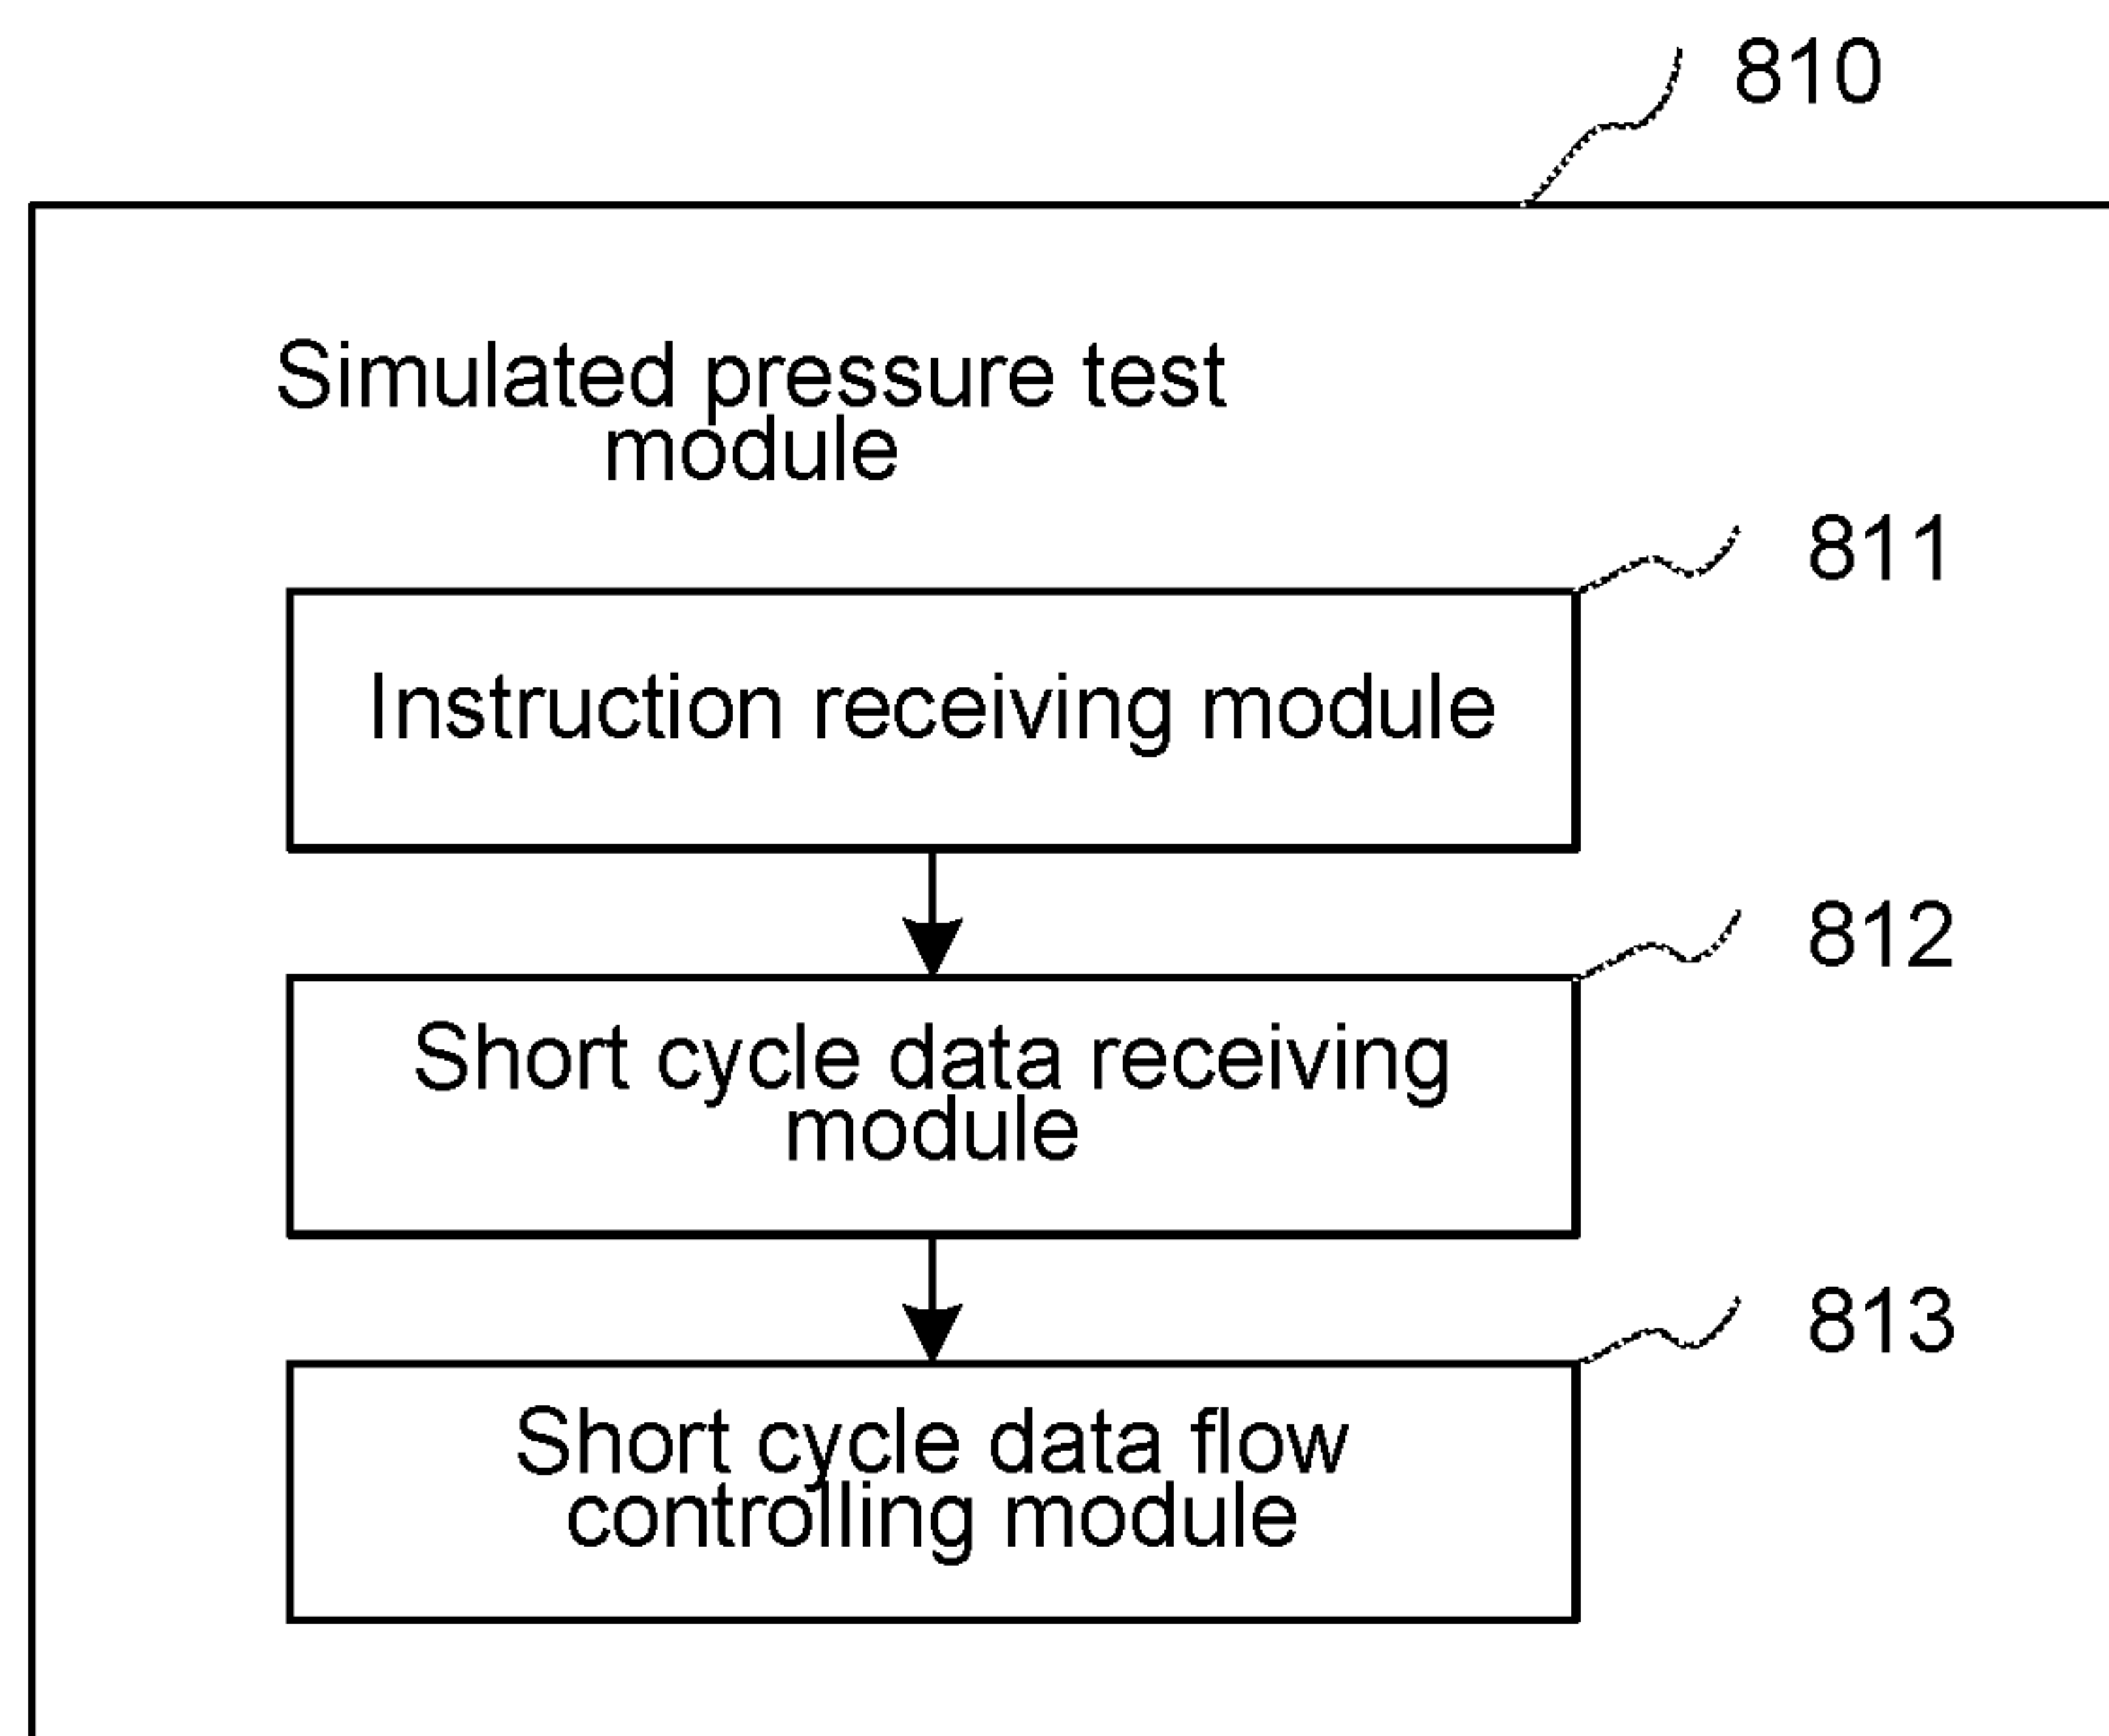 810
Simulated pressure test
module
811
Instruction receiving module
812
Short cycle data receiving
module
813
Short cycle data flow
controlling module